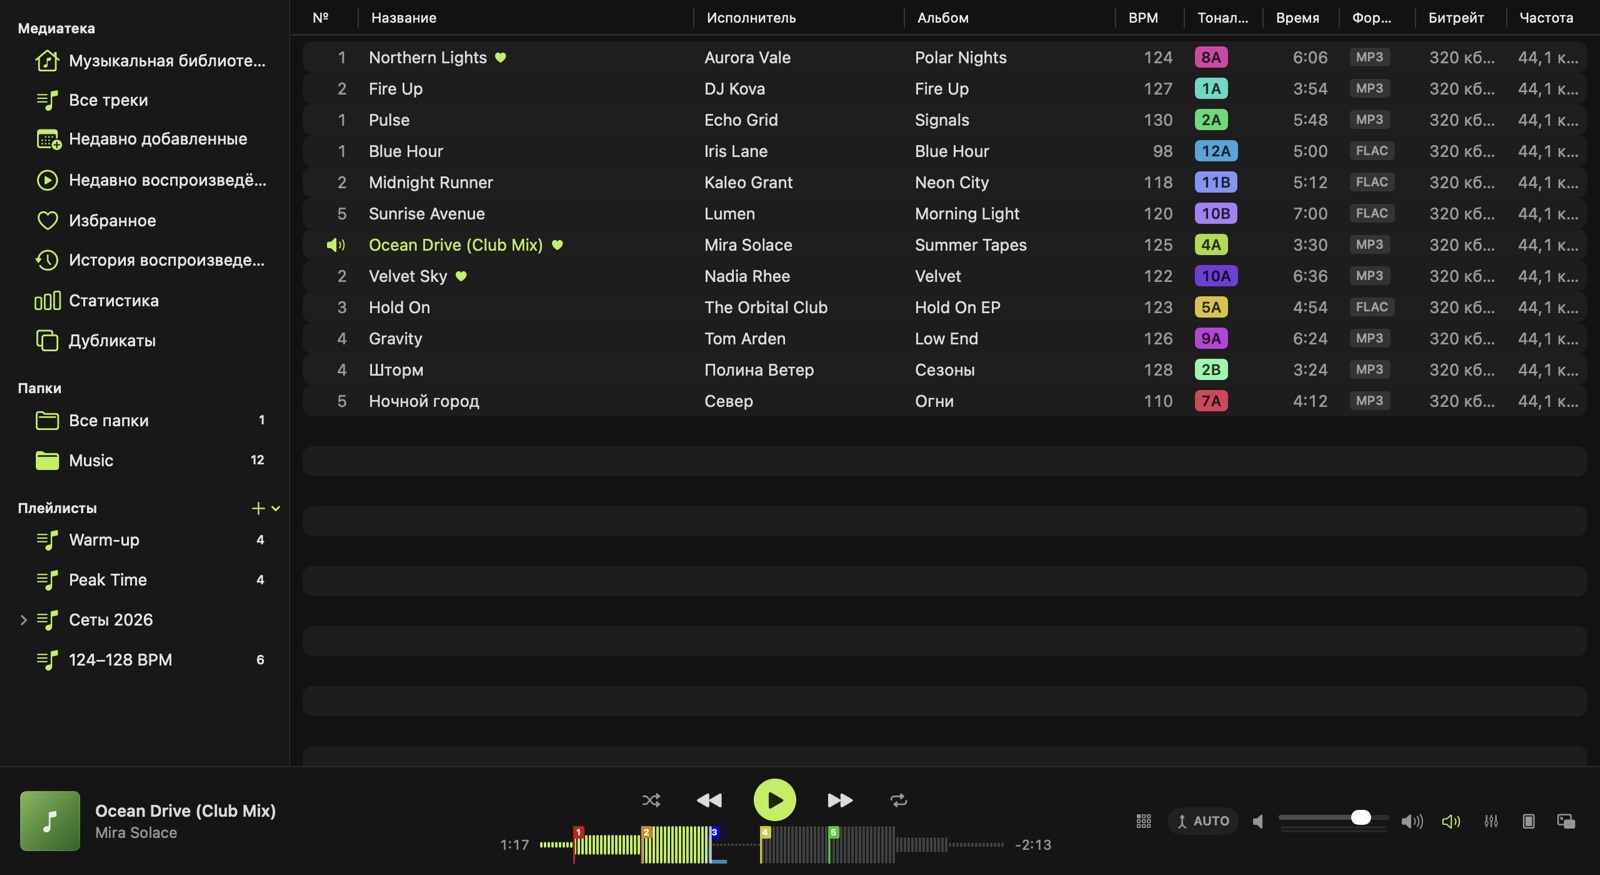 Медиатека
Музыкальная библиоте...
Все треки
Недавно добавленные
Недавно воспроизведё...
Избранное
История воспроизведе...
Статистика
Дубликаты
Папки
Все папки 1
Music 12
Плейлисты
Warm-up 4
Peak Time 4
Сеты 2026
124–128 BPM 6
№ Название Исполнитель Альбом BPM Тонал... Время Фор... Битрейт Частота
1 Northern Lights Aurora Vale Polar Nights 124 8A 6:06 MP3 320 кб... 44,1 к...
2 Fire Up DJ Kova Fire Up 127 1A 3:54 MP3 320 кб... 44,1 к...
1 Pulse Echo Grid Signals 130 2A 5:48 MP3 320 кб... 44,1 к...
1 Blue Hour Iris Lane Blue Hour 98 12A 5:00 FLAC 320 кб... 44,1 к...
2 Midnight Runner Kaleo Grant Neon City 118 11B 5:12 FLAC 320 кб... 44,1 к...
5 Sunrise Avenue Lumen Morning Light 120 10B 7:00 FLAC 320 кб... 44,1 к...
Ocean Drive (Club Mix) Mira Solace Summer Tapes 125 4A 3:30 MP3 320 кб... 44,1 к...
2 Velvet Sky Nadia Rhee Velvet 122 10A 6:36 MP3 320 кб... 44,1 к...
3 Hold On The Orbital Club Hold On EP 123 5A 4:54 FLAC 320 кб... 44,1 к...
4 Gravity Tom Arden Low End 126 9A 6:24 MP3 320 кб... 44,1 к...
4 Шторм Полина Ветер Сезоны 128 2B 3:24 MP3 320 кб... 44,1 к...
5 Ночной город Север Огни 110 7A 4:12 MP3 320 кб... 44,1 к...
Ocean Drive (Club Mix)
Mira Solace
1:17 1 2 3 4 5 -2:13
AUTO